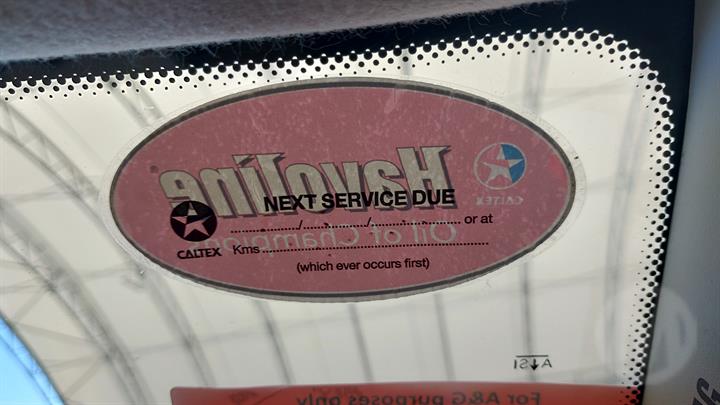 Havoline
NEXT SERVICE DUE
CALTEX
............../............../.................. or at
Oil of Champions
CALTEX Kms............................................................
(which ever occurs first)
AS1
For A&G purposes only